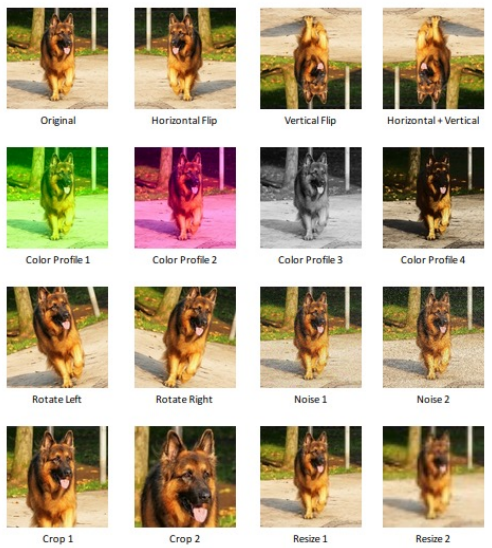 Original
Horizontal Flip
Vertical Flip
Horizontal + Vertical
Color Profile 1
Color Profile 2
Color Profile 3
Color Profile 4
Rotate Left
Rotate Right
Noise 1
Noise 2
Crop 1
Crop 2
Resize 1
Resize 2